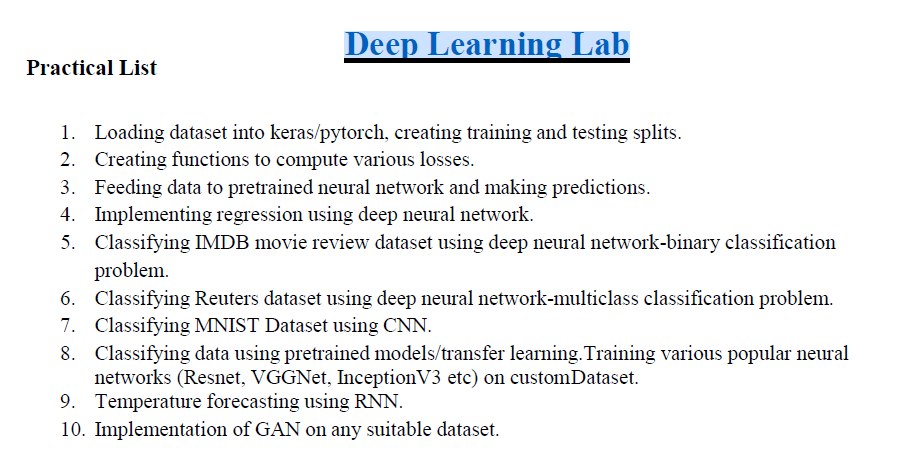 Deep Learning Lab
Practical List
1. Loading dataset into keras/pytorch, creating training and testing splits.
2. Creating functions to compute various losses.
3. Feeding data to pretrained neural network and making predictions.
4. Implementing regression using deep neural network.
5. Classifying IMDB movie review dataset using deep neural network-binary classification
problem.
6. Classifying Reuters dataset using deep neural network-multiclass classification problem.
7. Classifying MNIST Dataset using CNN.
8. Classifying data using pretrained models/transfer learning.Training various popular neural
networks (Resnet, VGGNet, InceptionV3 etc) on customDataset.
9. Temperature forecasting using RNN.
10. Implementation of GAN on any suitable dataset.